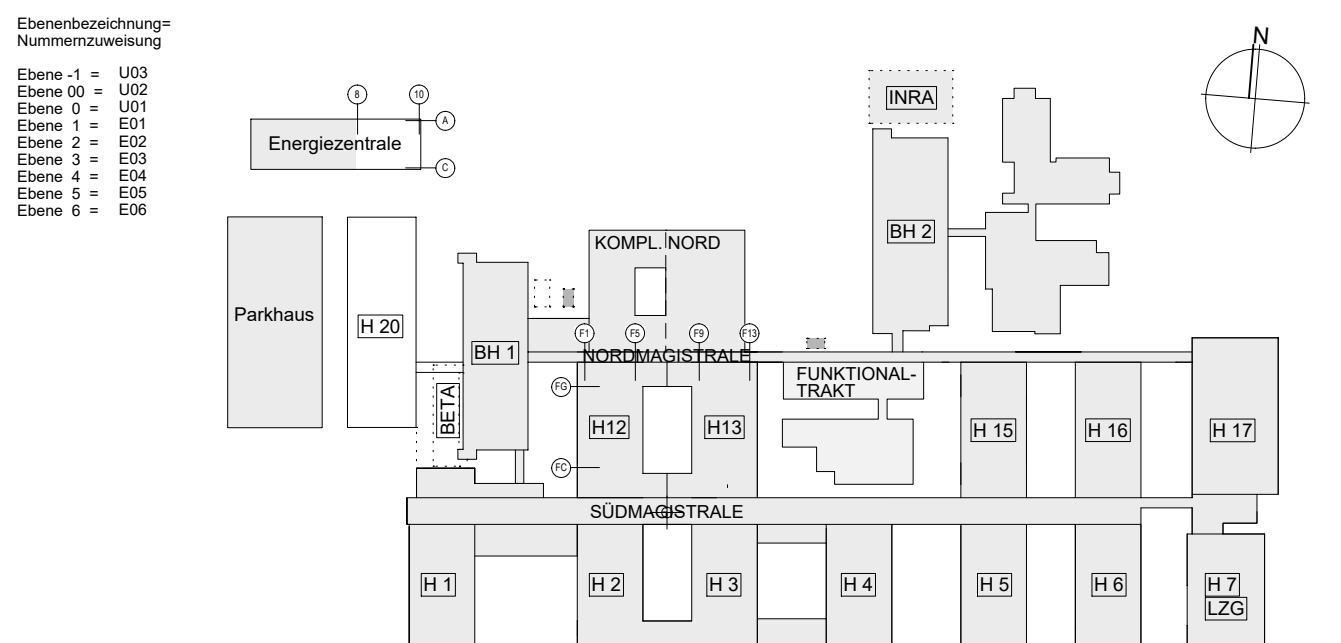 Ebenenbezeichnung=
Nummernzuweisung
Ebene -1 = U03
Ebene 00 = U02
Ebene 0 = U01
Ebene 1 = E01
Ebene 2 = E02
Ebene 3 = E03
Ebene 4 = E04
Ebene 5 = E05
Ebene 6 = E06
N
8
10
A
Energiezentrale
C
INRA
BH 2
KOMPL. NORD
Parkhaus
H 20
BH 1
F1
F5
F9
F13
NORDMAGISTRALE
FUNKTIONAL-
TRAKT
FG
BETA
H12
H13
H 15
H 16
H 17
FC
SÜDMAGISTRALE
H 1
H 2
H 3
H 4
H 5
H 6
H 7
LZG